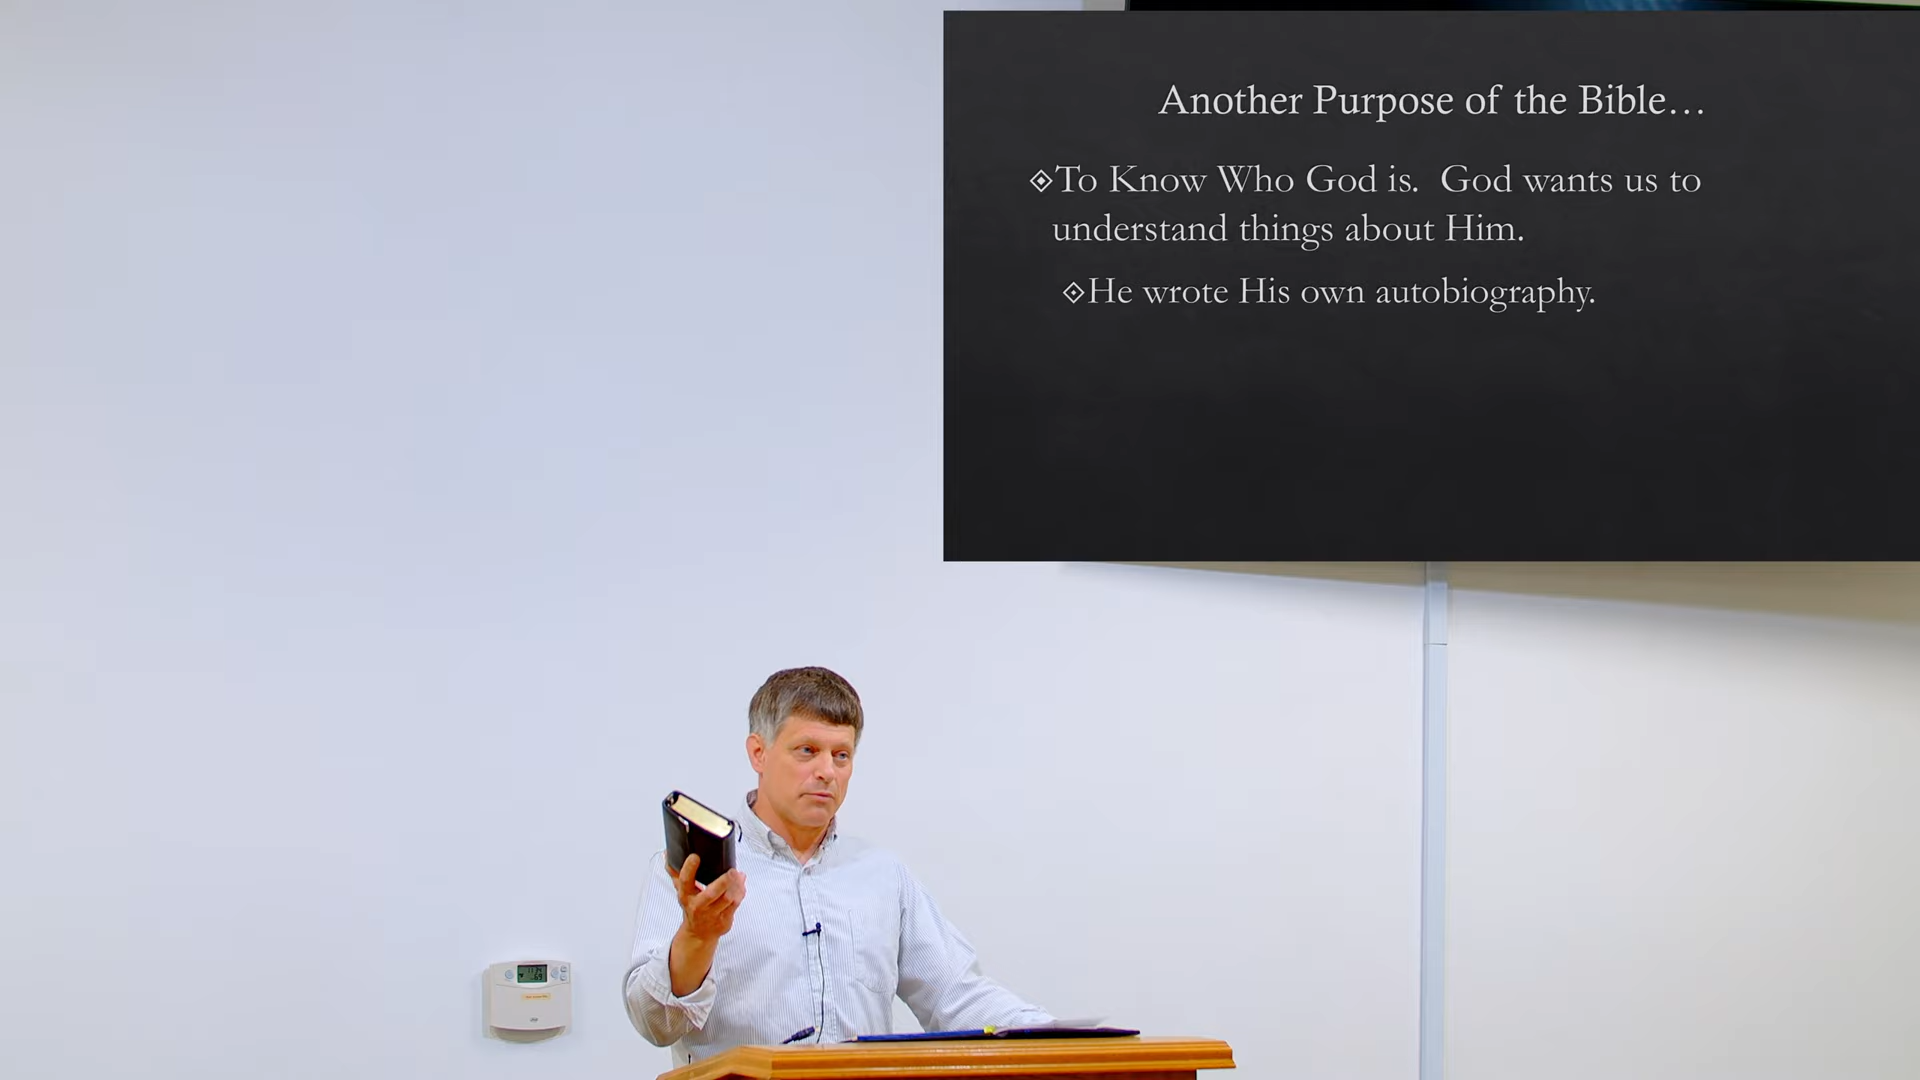 Another Purpose of the Bible…
To Know Who God is.  God wants us to
understand things about Him.
He wrote His own autobiography.